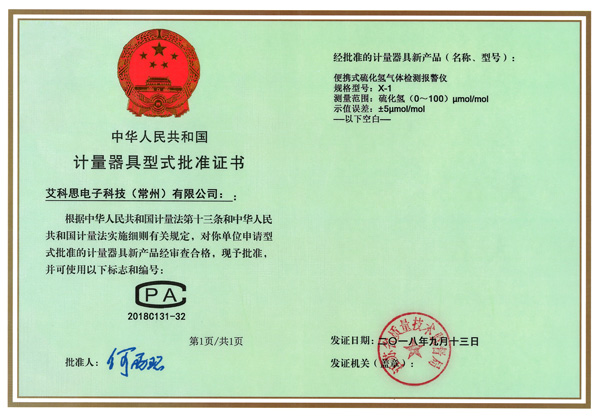 中华人民共和国
计量器具型式批准证书
艾科思电子科技（常州）有限公司：：
根据中华人民共和国计量法第十三条和中华人民
共和国计量法实施细则有关规定，对你单位申请型
式批准的计量器具新产品经审查合格，现予批准，
并可使用以下标志和编号：
CPA
2018C131-32
第1页/共1页
批准人：
经批准的计量器具新产品（名称、型号）：
便携式硫化氢气体检测报警仪
规格型号：X-1
测量范围：硫化氢（0～100）μmol/mol
示值误差：±5μmol/mol
──以下空白──
发证日期：二〇一八年九月十三日
发证机关（盖章）：